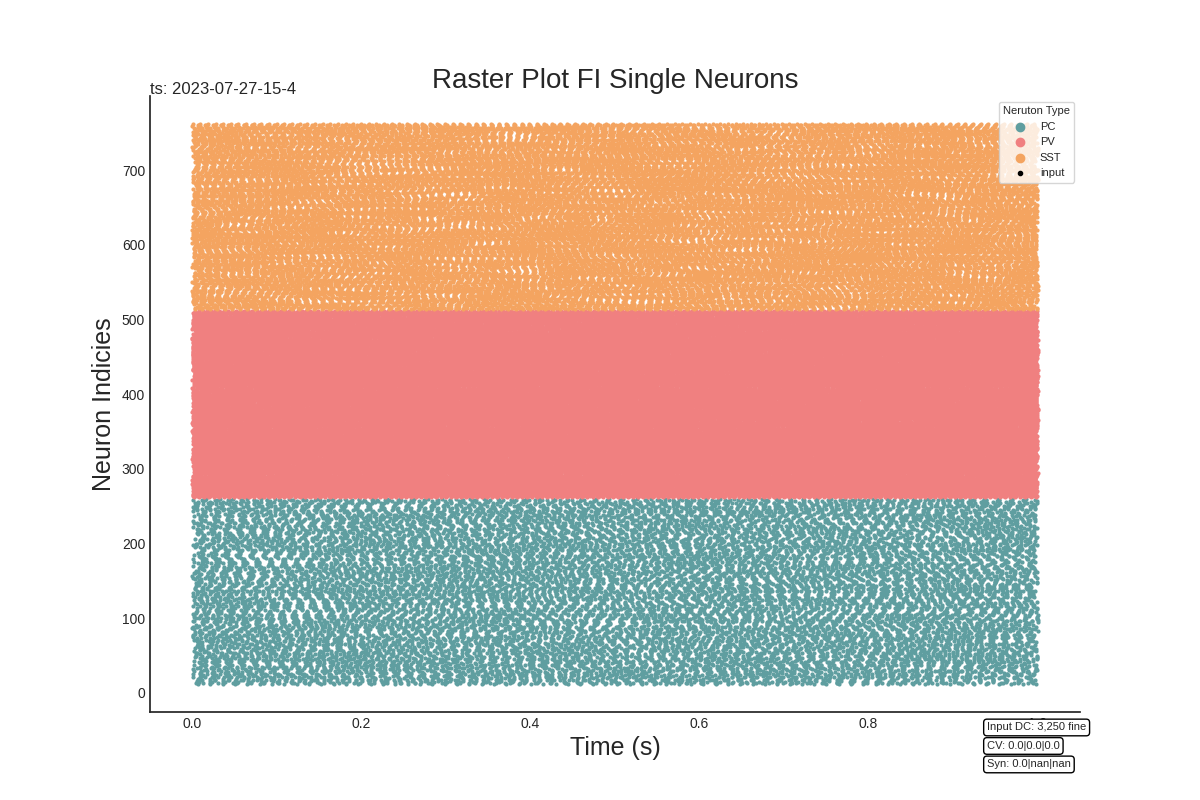 Raster Plot FI Single Neurons
ts: 2023-07-27-15-4
Neruton Type
PC
PV
SST
input
700
600
500
400
300
200
100
0
Neuron Indicies
0.0 0.2 0.4 0.6 0.8
Time (s)
Input DC: 3,250 fine
CV: 0.0|0.0|0.0
Syn: 0.0|nan|nan